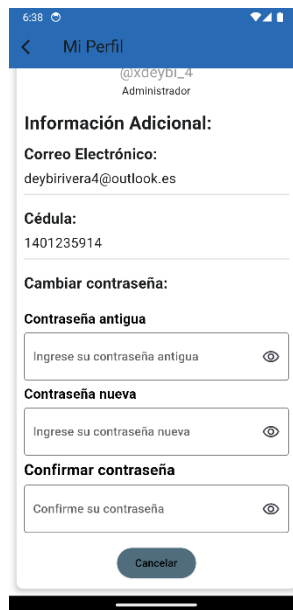 6:38
Mi Perfil
@xdeybi_4
Administrador
Información Adicional:
Correo Electrónico:
deybirivera4@outlook.es
Cédula:
1401235914
Cambiar contraseña:
Contraseña antigua
Ingrese su contraseña antigua
Contraseña nueva
Ingrese su contraseña nueva
Confirmar contraseña
Confirme su contraseña
Cancelar